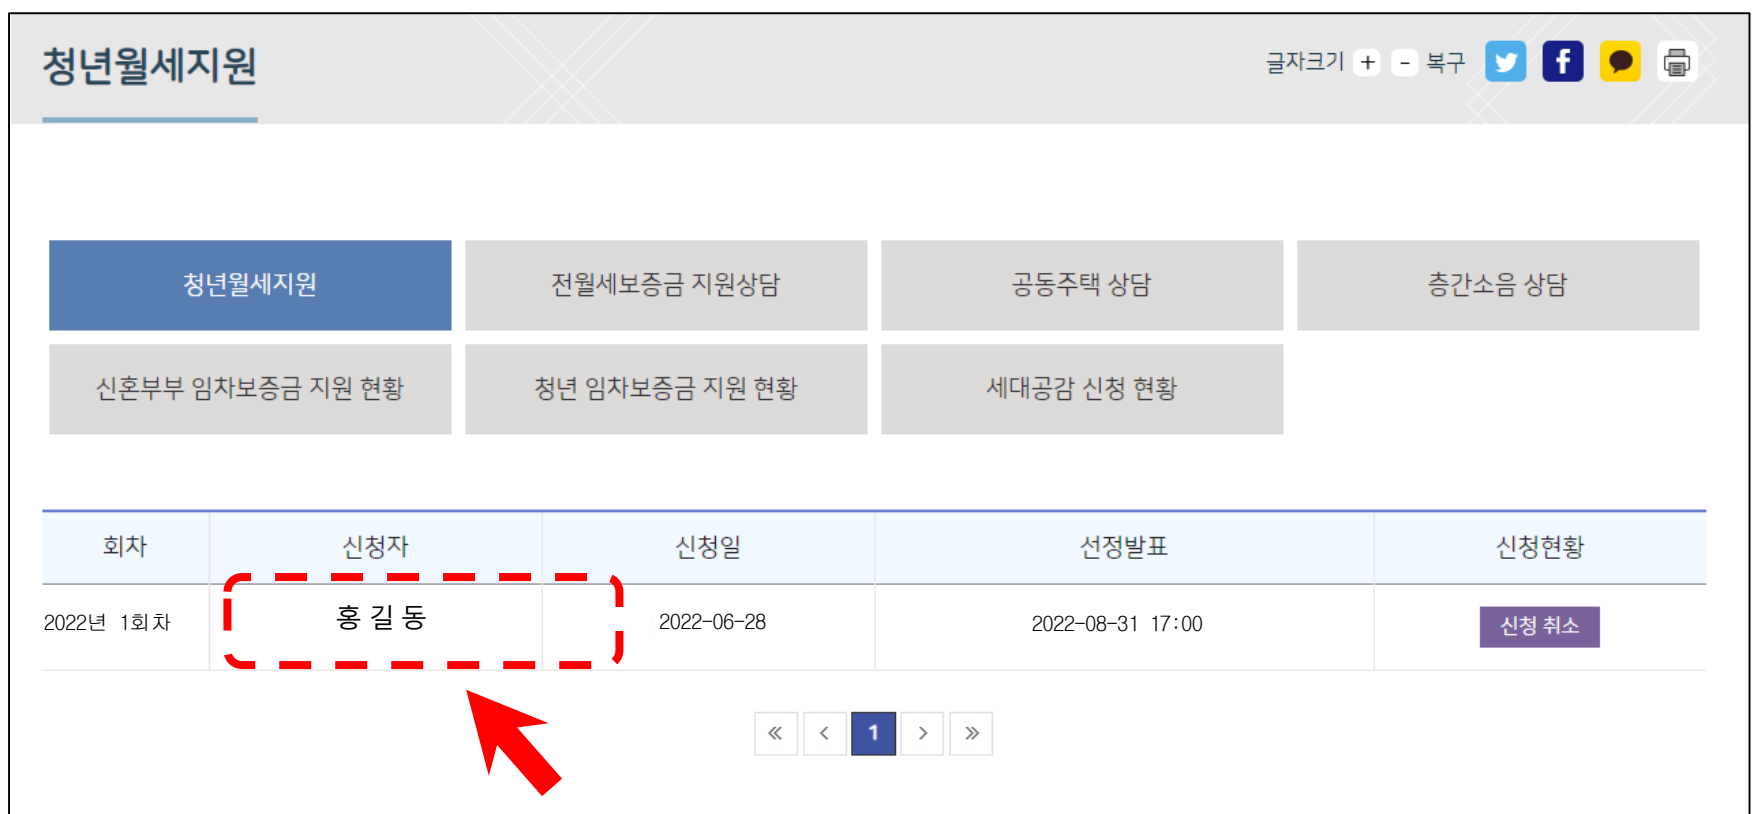 청년월세지원
글자크기 + - 복구
청년월세지원 전월세보증금 지원상담 공동주택 상담 층간소음 상담
신혼부부 임차보증금 지원 현황 청년 임차보증금 지원 현황 세대공감 신청 현황
회차 신청자 신청일 선정발표 신청현황
2022년 1회차 홍길동 2022-06-28 2022-08-31 17:00 신청 취소
« < 1 > »